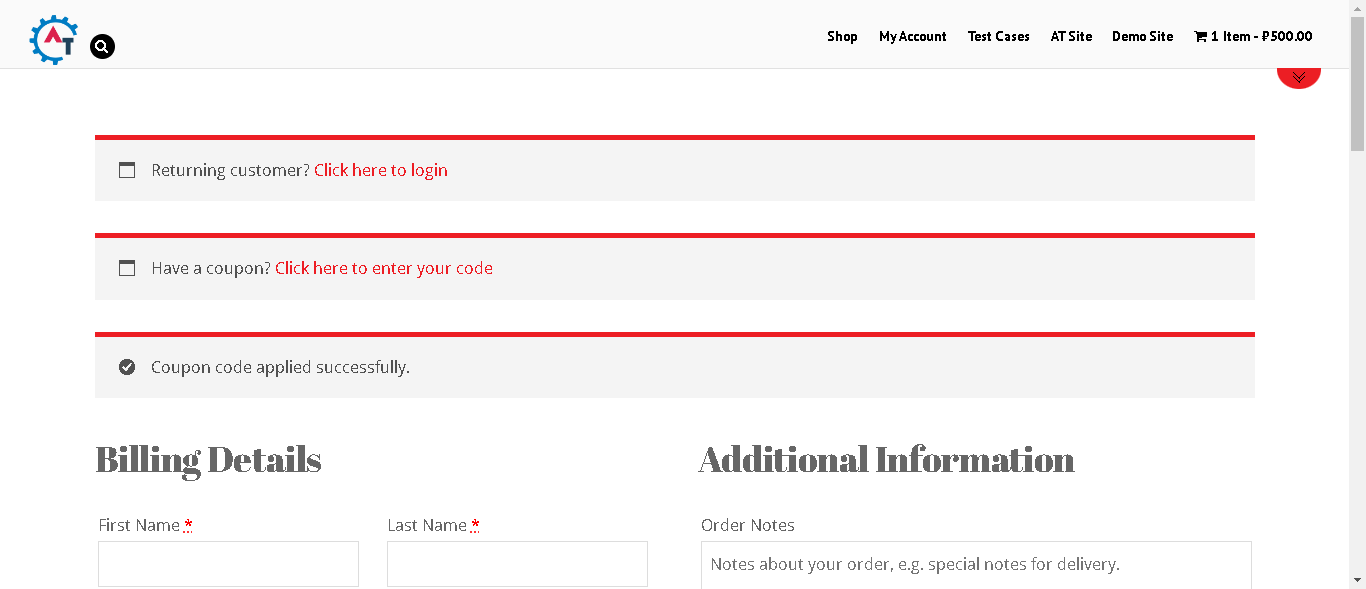 AT
Shop My Account Test Cases AT Site Demo Site 1 Item - ₹500.00
Returning customer? Click here to login
Have a coupon? Click here to enter your code
Coupon code applied successfully.
Billing Details
Additional Information
First Name *
Last Name *
Order Notes
Notes about your order, e.g. special notes for delivery.